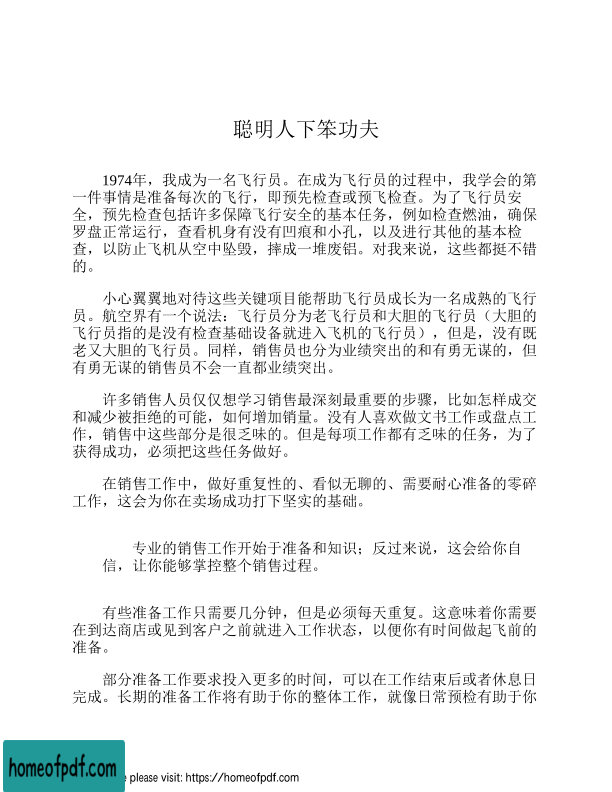 聪明人下笨功夫
1974年，我成为一名飞行员。在成为飞行员的过程中，我学会的第
一件事情是准备每次的飞行，即预先检查或预飞检查。为了飞行员安
全，预先检查包括许多保障飞行安全的基本任务，例如检查燃油，确保
罗盘正常运行，查看机身有没有凹痕和小孔，以及进行其他的基本检
查，以防止飞机从空中坠毁，摔成一堆废铝。对我来说，这些都挺不错
的。
小心翼翼地对待这些关键项目能帮助飞行员成长为一名成熟的飞行
员。航空界有一个说法：飞行员分为老飞行员和大胆的飞行员（大胆的
飞行员指的是没有检查基础设备就进入飞机的飞行员），但是，没有既
老又大胆的飞行员。同样，销售员也分为业绩突出的和有勇无谋的，但
有勇无谋的销售员不会一直都业绩突出。
许多销售人员仅仅想学习销售最深刻最重要的步骤，比如怎样成交
和减少被拒绝的可能，如何增加销量。没有人喜欢做文书工作或盘点工
作，销售中这些部分是很乏味的。但是每项工作都有乏味的任务，为了
获得成功，必须把这些任务做好。
在销售工作中，做好重复性的、看似无聊的、需要耐心准备的零碎
工作，这会为你在卖场成功打下坚实的基础。
专业的销售工作开始于准备和知识；反过来说，这会给你自
信，让你能够掌控整个销售过程。
有些准备工作只需要几分钟，但是必须每天重复。这意味着你需要
在到达商店或见到客户之前就进入工作状态，以便你有时间做起飞前的
准备。
部分准备工作要求投入更多的时间，可以在工作结束后或者休息日
完成。长期的准备工作将有助于你的整体工作，就像日常预检有助于你
homeofpdf.com
please visit: https://homeofpdf.com